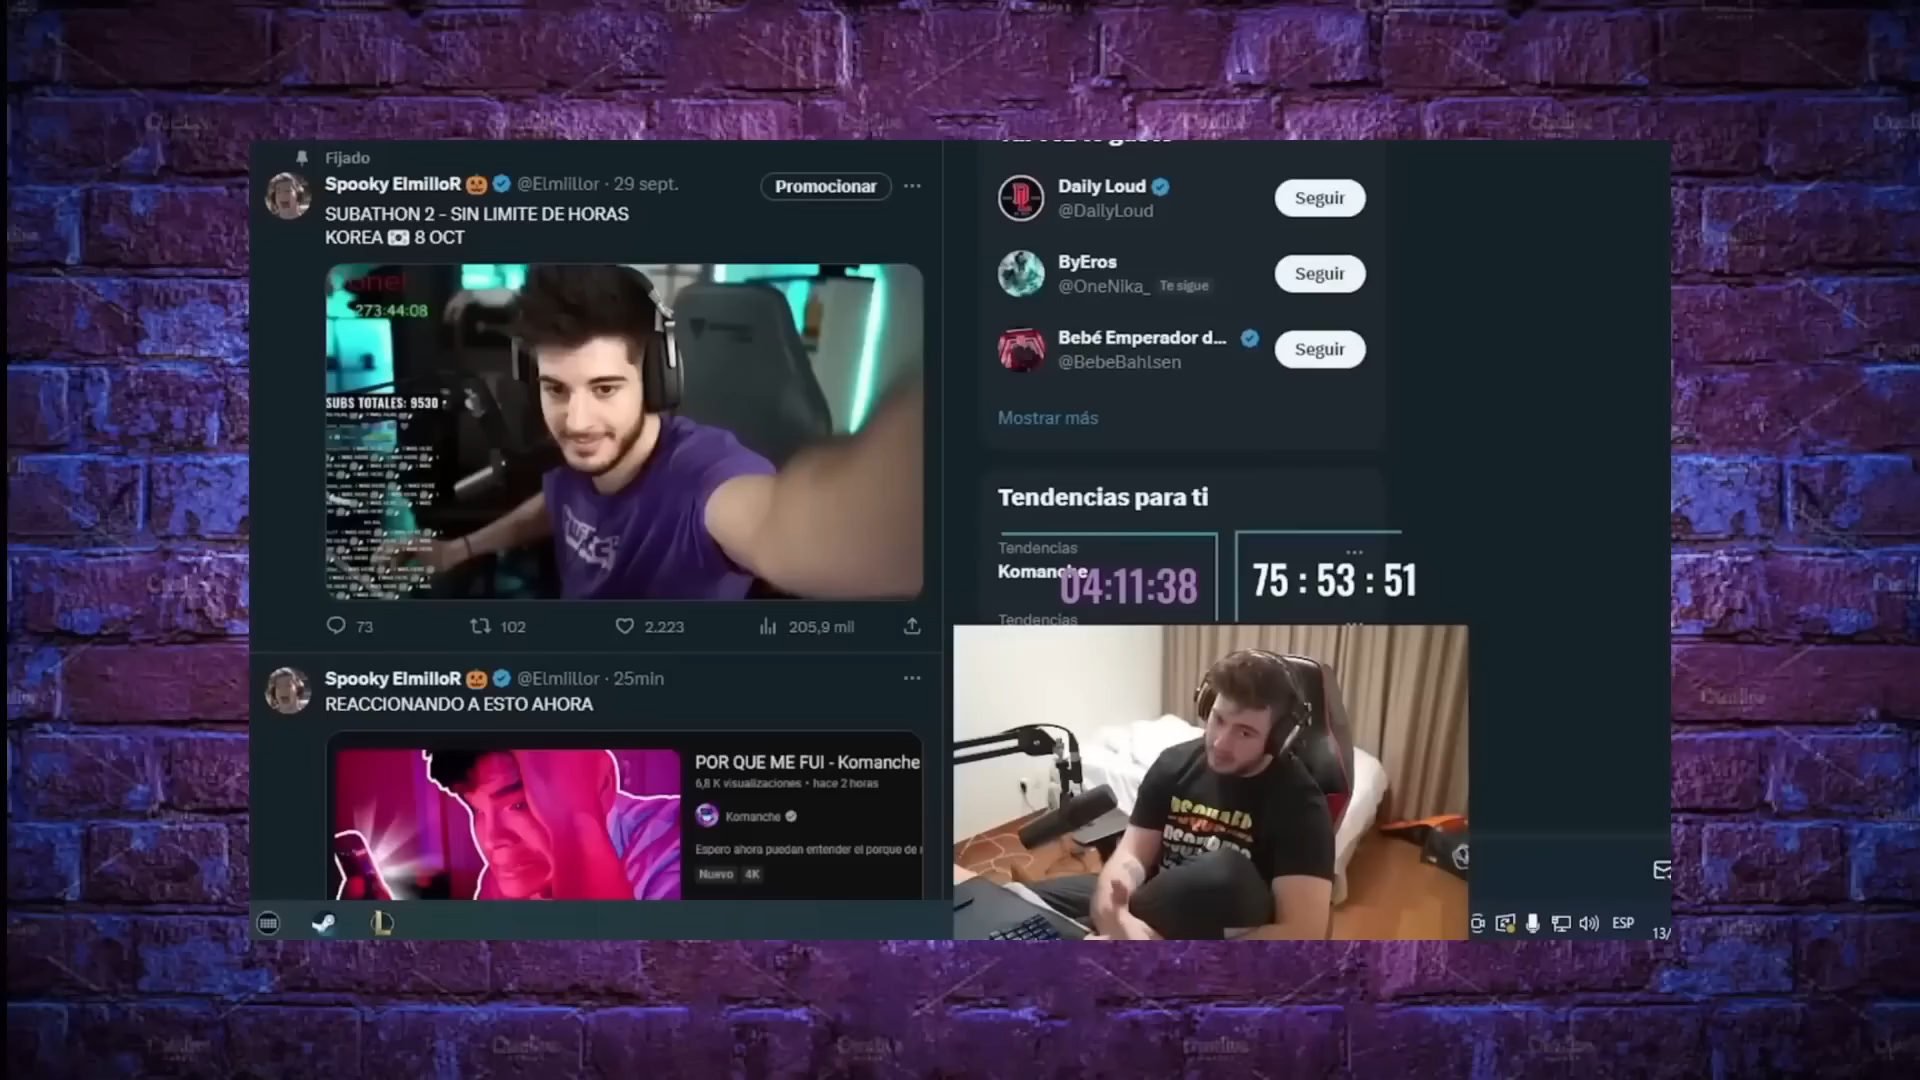 Fijado
Spooky ElmilloR 🎃 @Elmiillor · 29 sept.
Promocionar
SUBATHON 2 - SIN LIMITE DE HORAS
KOREA 8 OCT
273:44:08
SUBS TOTALES: 9530
73
102
2.223
205,9 mil
Spooky ElmilloR 🎃 @Elmiillor · 25min
REACCIONANDO A ESTO AHORA
POR QUE ME FUI - Komanche
6,8 K visualizaciones · hace 2 horas
Komanche
Espero ahora puedan entender el porque de
Nuevo 4K
Daily Loud
@DailyLoud
Seguir
ByEros
@OneNika_ Te sigue
Seguir
Bebé Emperador d...
@BebeBahlsen
Seguir
Mostrar más
Tendencias para ti
Tendencias
Komanche
04:11:38
75 : 53 : 51
Tendencias
ESP
13/